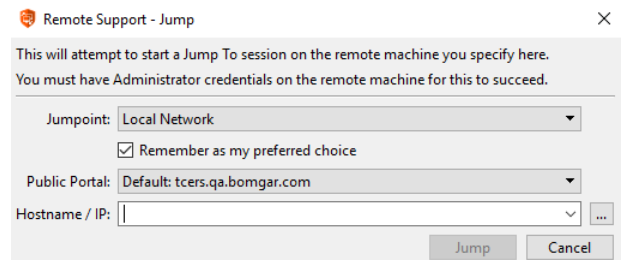 Remote Support - Jump
This will attempt to start a Jump To session on the remote machine you specify here.
You must have Administrator credentials on the remote machine for this to succeed.
Jumpoint: Local Network
Remember as my preferred choice
Public Portal: Default: tcers.qa.bomgar.com
Hostname / IP:
...
Jump Cancel